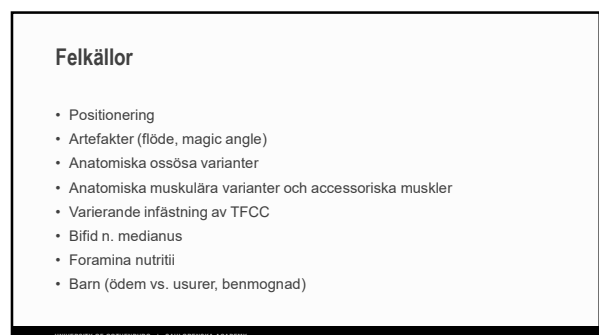 Felkällor
• Positionering
• Artefakter (flöde, magic angle)
• Anatomiska ossösa varianter
• Anatomiska muskulära varianter och accessoriska muskler
• Varierande infästning av TFCC
• Bifid n. medianus
• Foramina nutritii
• Barn (ödem vs. usurer, benmognad)